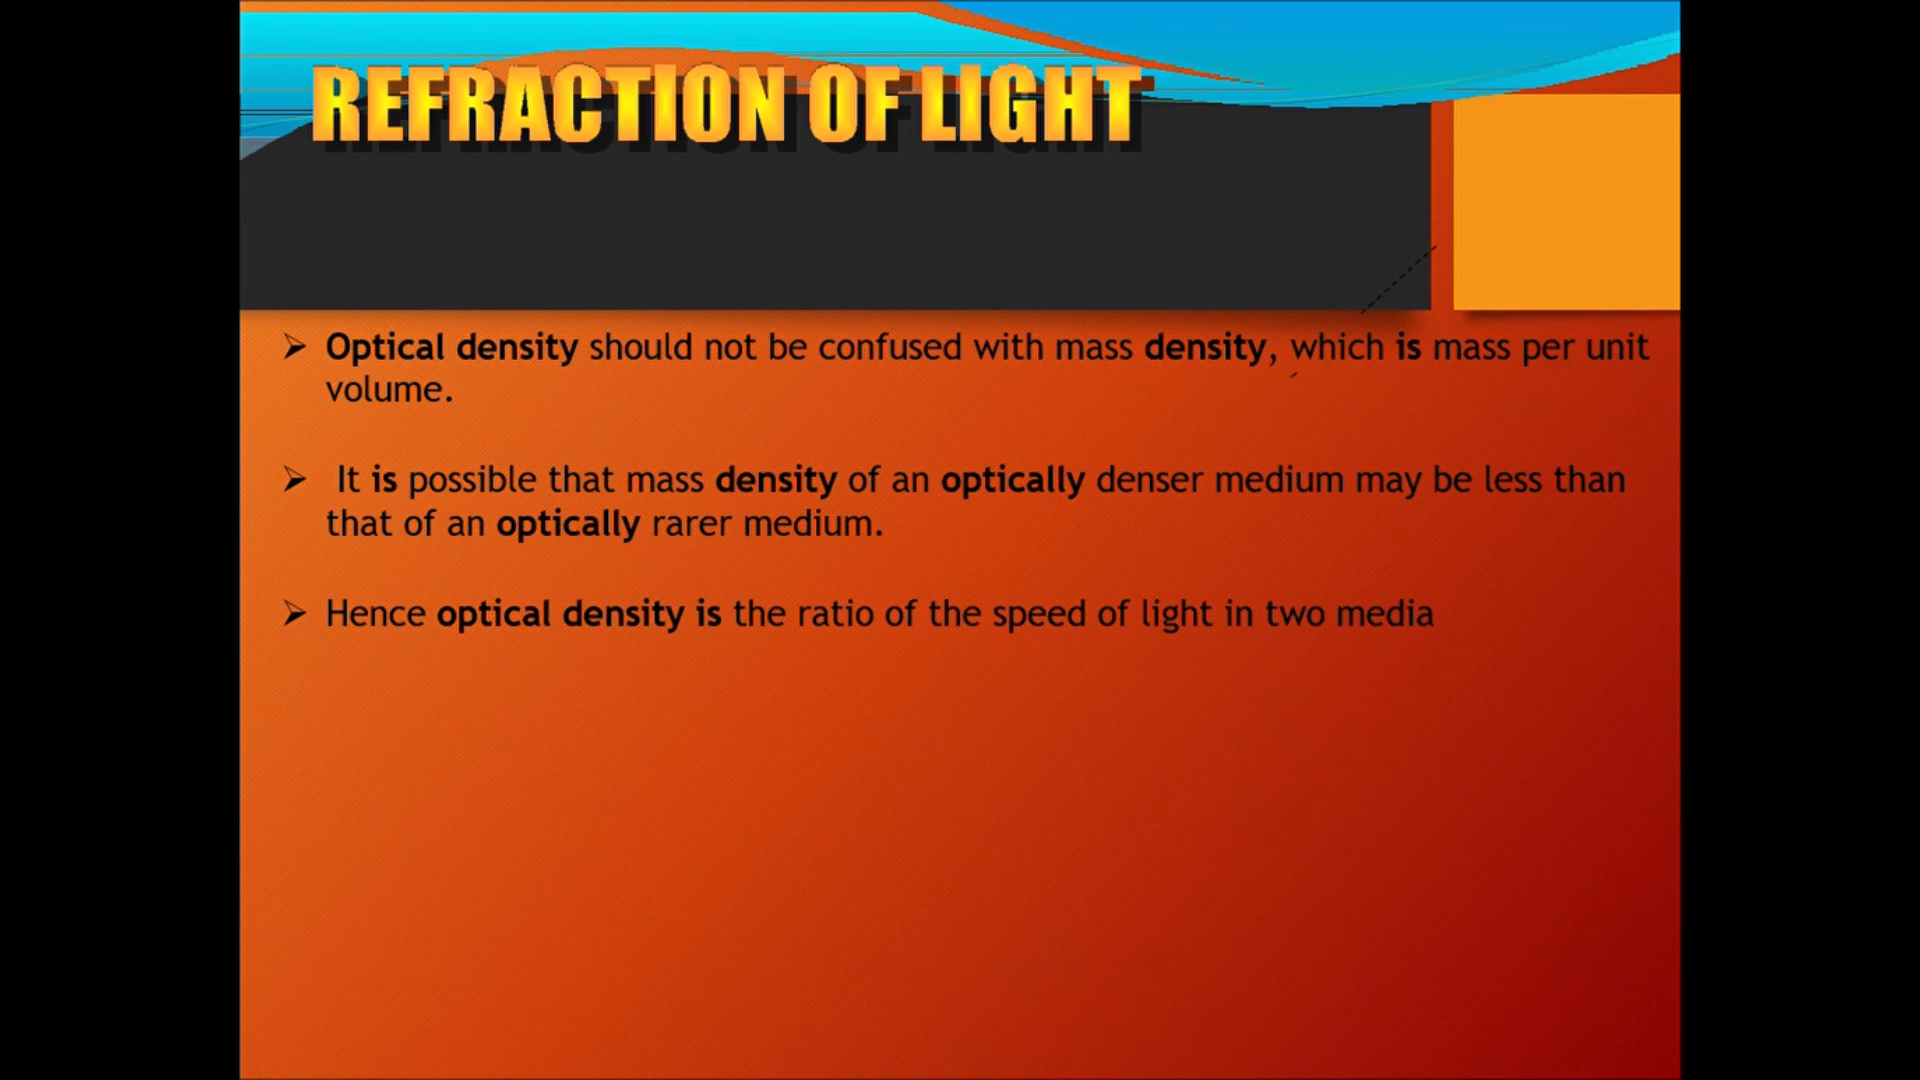 REFRACTION OF LIGHT
➢ Optical density should not be confused with mass density, which is mass per unit
volume.
➢ It is possible that mass density of an optically denser medium may be less than
that of an optically rarer medium.
➢ Hence optical density is the ratio of the speed of light in two media